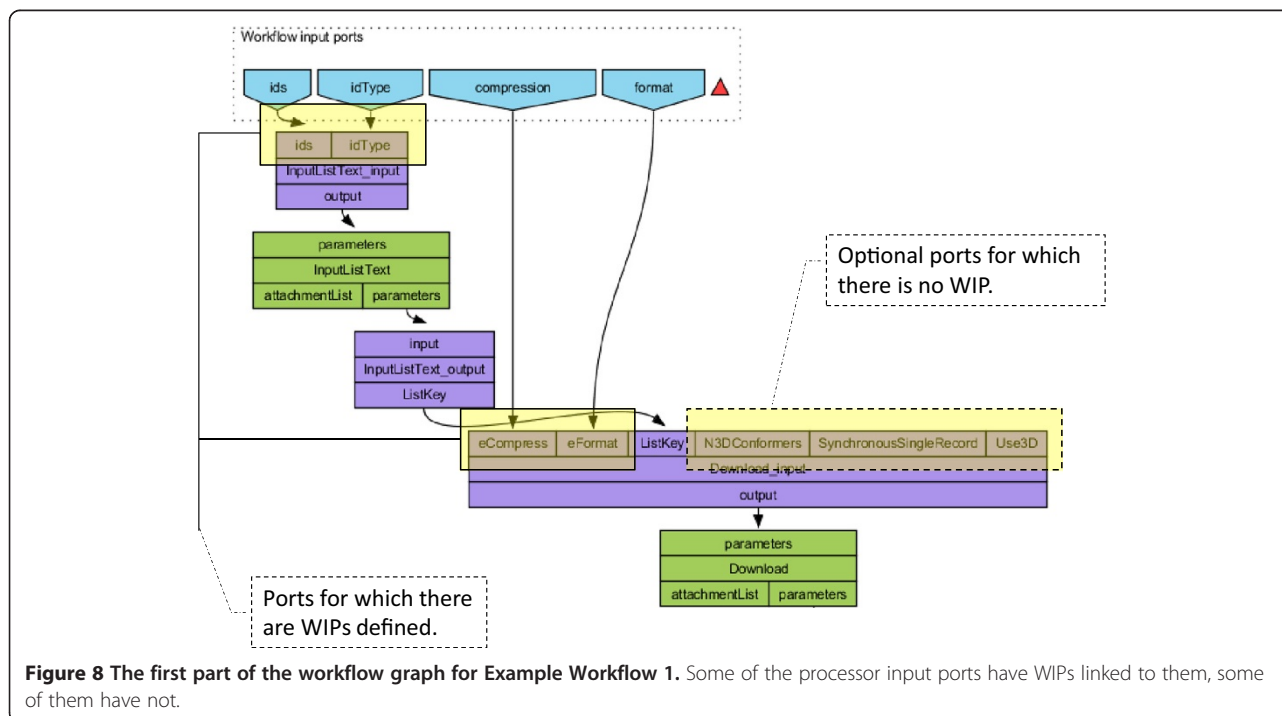 Workflow input ports
ids idType compression format
ids idType
InputListText_input
output
parameters
InputListText
attachmentList parameters
Optional ports for which
there is no WIP.
input
InputListText_output
ListKey
eCompress eFormat ListKey N3DConformers SynchronousSingleRecord Use3D
Download_input
output
parameters
Download
attachmentList parameters
Ports for which there
are WIPs defined.
Figure 8 The first part of the workflow graph for Example Workflow 1. Some of the processor input ports have WIPs linked to them, some
of them have not.